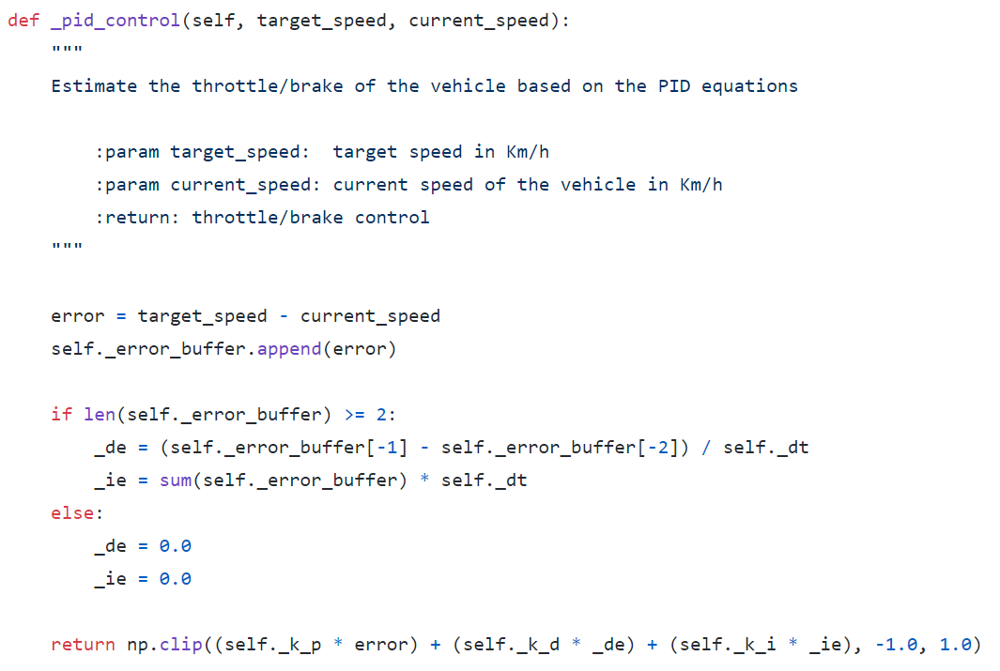 def _pid_control(self, target_speed, current_speed):
    """
    Estimate the throttle/brake of the vehicle based on the PID equations

        :param target_speed:  target speed in Km/h
        :param current_speed: current speed of the vehicle in Km/h
        :return: throttle/brake control
    """

    error = target_speed - current_speed
    self._error_buffer.append(error)

    if len(self._error_buffer) >= 2:
        _de = (self._error_buffer[-1] - self._error_buffer[-2]) / self._dt
        _ie = sum(self._error_buffer) * self._dt
    else:
        _de = 0.0
        _ie = 0.0

    return np.clip((self._k_p * error) + (self._k_d * _de) + (self._k_i * _ie), -1.0, 1.0)